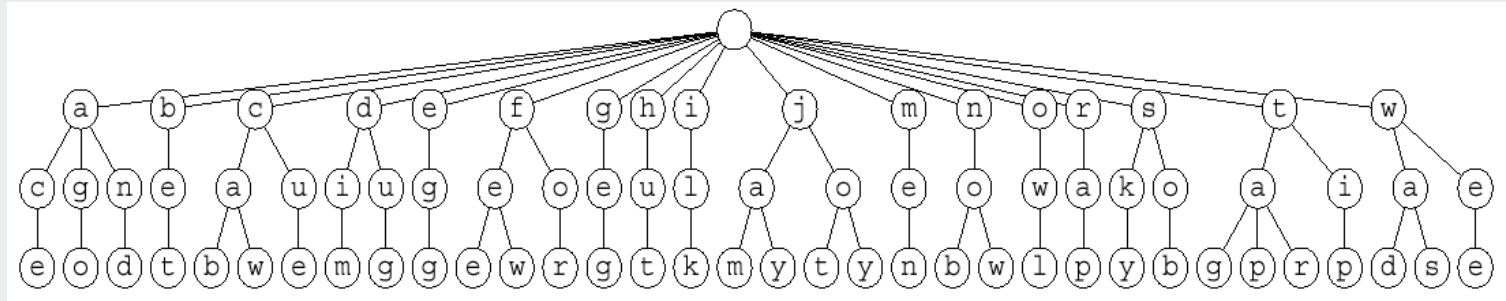 a b c d e f g h i j m n o r s t w
c g n e a u i u g e o e u l a o e o w a k o a i a e
e o d t b w e m g g e w r g t k m y t y n b w l p y b g p r p d s e